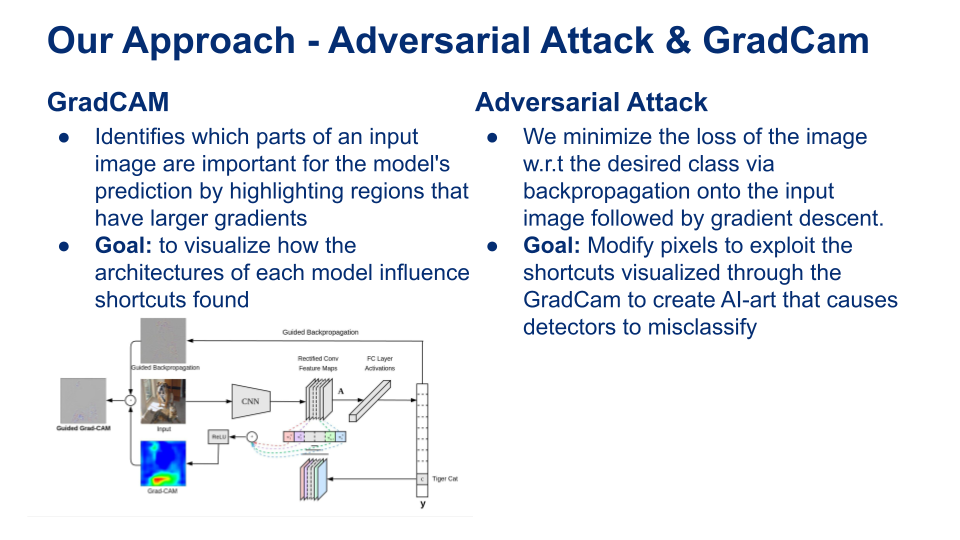 Our Approach - Adversarial Attack & GradCam
GradCAM
● Identifies which parts of an input
image are important for the model's
prediction by highlighting regions that
have larger gradients
● Goal: to visualize how the
architectures of each model influence
shortcuts found
Adversarial Attack
● We minimize the loss of the image
w.r.t the desired class via
backpropagation onto the input
image followed by gradient descent.
● Goal: Modify pixels to exploit the
shortcuts visualized through the
GradCam to create AI-art that causes
detectors to misclassify
Guided Backpropagation
Guided Backpropagation
Rectified Conv
Feature Maps
FC Layer
Activations
A
CNN
Guided Grad-CAM
Input
ReLU
Grad-CAM
c
Tiger Cat
y